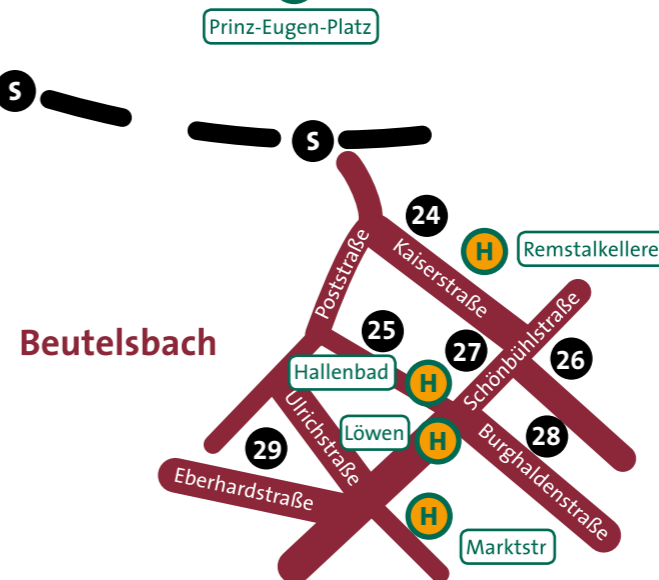 Prinz-Eugen-Platz
S
S
24
H
Remstalkellere
Kaiserstraße
Poststraße
Beutelsbach
25
27
Schönbühlstraße
26
Hallenbad
H
Ulrichstraße
Löwen
H
28
Burghaldenstraße
29
Eberhardstraße
H
Marktstr